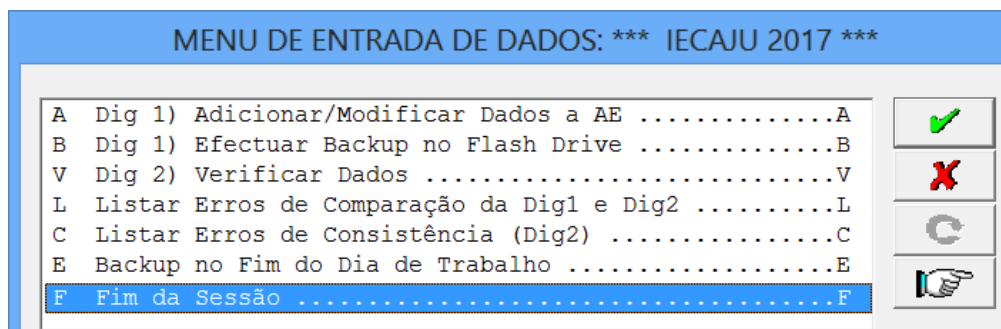 MENU DE ENTRADA DE DADOS: *** IECAJU 2017 ***
A Dig 1) Adicionar/Modificar Dados a AE ..............A
B Dig 1) Efectuar Backup no Flash Drive ..............B
V Dig 2) Verificar Dados .............................V
L Listar Erros de Comparação da Dig1 e Dig2 ..........L
C Listar Erros de Consistência (Dig2) ................C
E Backup no Fim do Dia de Trabalho ...................E
F Fim da Sessão ......................................F